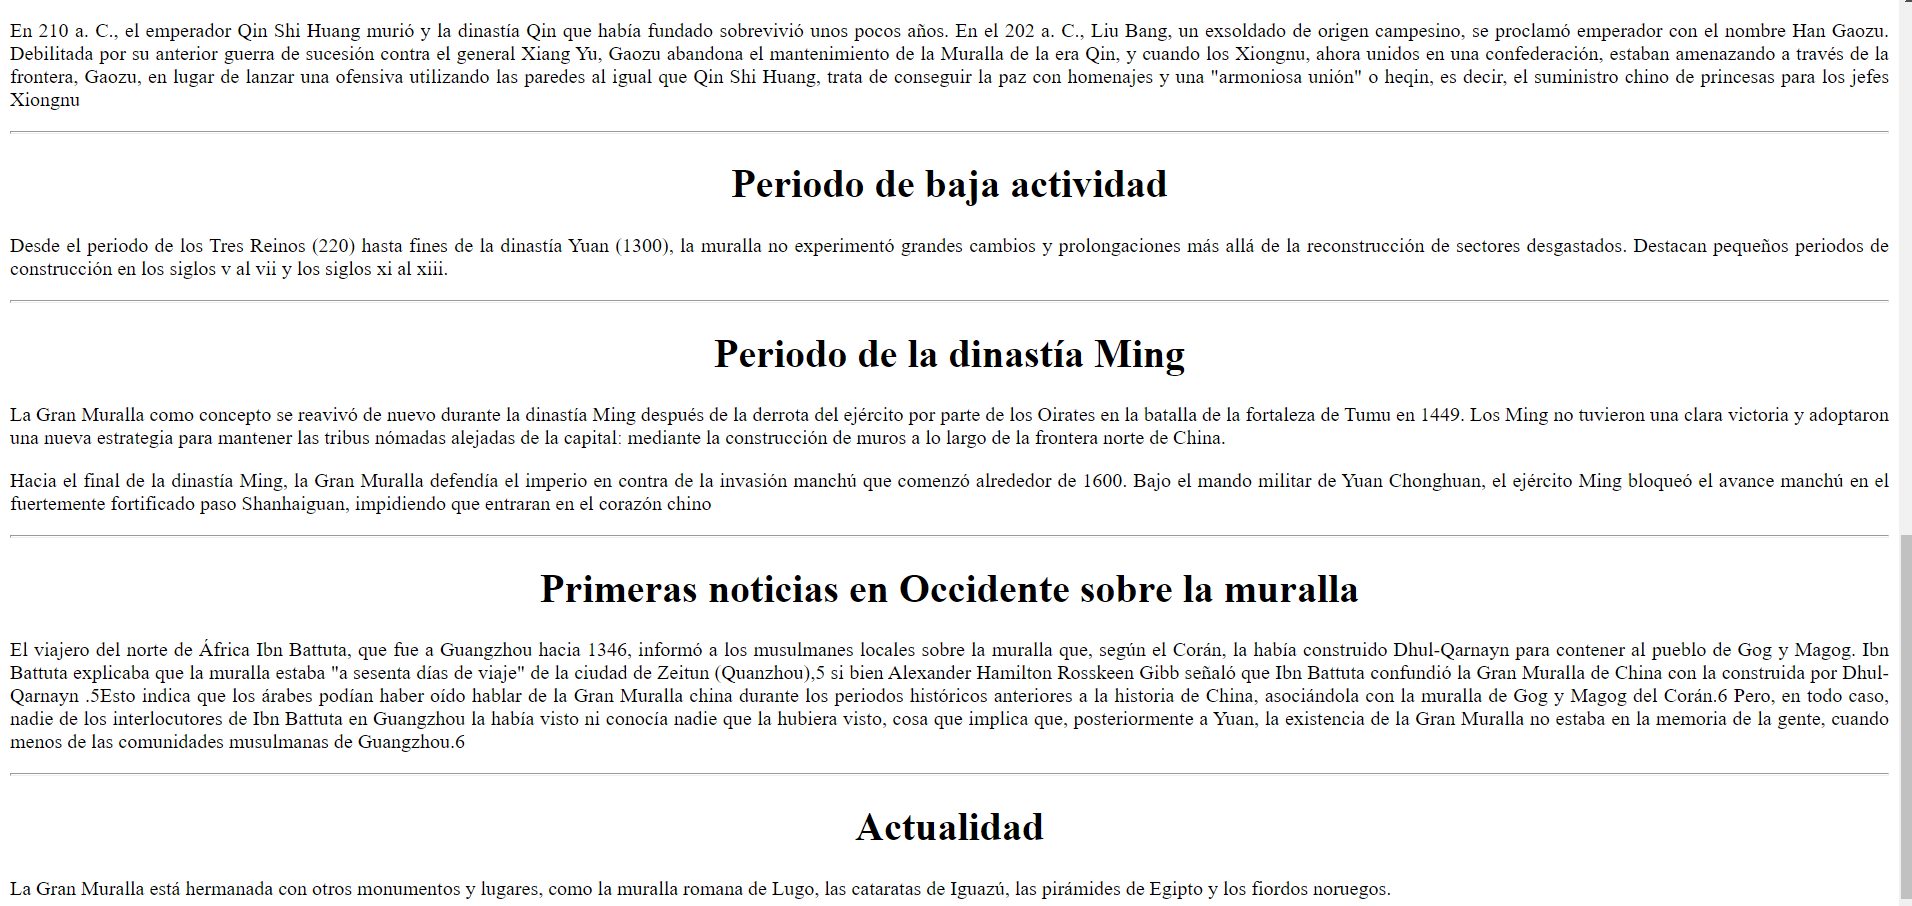 En 210 a. C., el emperador Qin Shi Huang murió y la dinastía Qin que había fundado sobrevivió unos pocos años. En el 202 a. C., Liu Bang, un exsoldado de origen campesino, se proclamó emperador con el nombre Han Gaozu.
Debilitada por su anterior guerra de sucesión contra el general Xiang Yu, Gaozu abandona el mantenimiento de la Muralla de la era Qin, y cuando los Xiongnu, ahora unidos en una confederación, estaban amenazando a través de la
frontera, Gaozu, en lugar de lanzar una ofensiva utilizando las paredes al igual que Qin Shi Huang, trata de conseguir la paz con homenajes y una "armoniosa unión" o heqin, es decir, el suministro chino de princesas para los jefes
Xiongnu
Periodo de baja actividad
Desde el periodo de los Tres Reinos (220) hasta fines de la dinastía Yuan (1300), la muralla no experimentó grandes cambios y prolongaciones más allá de la reconstrucción de sectores desgastados. Destacan pequeños periodos de
construcción en los siglos v al vii y los siglos xi al xiii.
Periodo de la dinastía Ming
La Gran Muralla como concepto se reavivó de nuevo durante la dinastía Ming después de la derrota del ejército por parte de los Oirates en la batalla de la fortaleza de Tumu en 1449. Los Ming no tuvieron una clara victoria y adoptaron
una nueva estrategia para mantener las tribus nómadas alejadas de la capital: mediante la construcción de muros a lo largo de la frontera norte de China.
Hacia el final de la dinastía Ming, la Gran Muralla defendía el imperio en contra de la invasión manchú que comenzó alrededor de 1600. Bajo el mando militar de Yuan Chonghuan, el ejército Ming bloqueó el avance manchú en el
fuertemente fortificado paso Shanhaiguan, impidiendo que entraran en el corazón chino
Primeras noticias en Occidente sobre la muralla
El viajero del norte de África Ibn Battuta, que fue a Guangzhou hacia 1346, informó a los musulmanes locales sobre la muralla que, según el Corán, la había construido Dhul-Qarnayn para contener al pueblo de Gog y Magog. Ibn
Battuta explicaba que la muralla estaba "a sesenta días de viaje" de la ciudad de Zeitun (Quanzhou),5 si bien Alexander Hamilton Rosskeen Gibb señaló que Ibn Battuta confundió la Gran Muralla de China con la construida por Dhul-
Qarnayn .5Esto indica que los árabes podían haber oído hablar de la Gran Muralla china durante los periodos históricos anteriores a la historia de China, asociándola con la muralla de Gog y Magog del Corán.6 Pero, en todo caso,
nadie de los interlocutores de Ibn Battuta en Guangzhou la había visto ni conocía nadie que la hubiera visto, cosa que implica que, posteriormente a Yuan, la existencia de la Gran Muralla no estaba en la memoria de la gente, cuando
menos de las comunidades musulmanas de Guangzhou.6
Actualidad
La Gran Muralla está hermanada con otros monumentos y lugares, como la muralla romana de Lugo, las cataratas de Iguazú, las pirámides de Egipto y los fiordos noruegos.